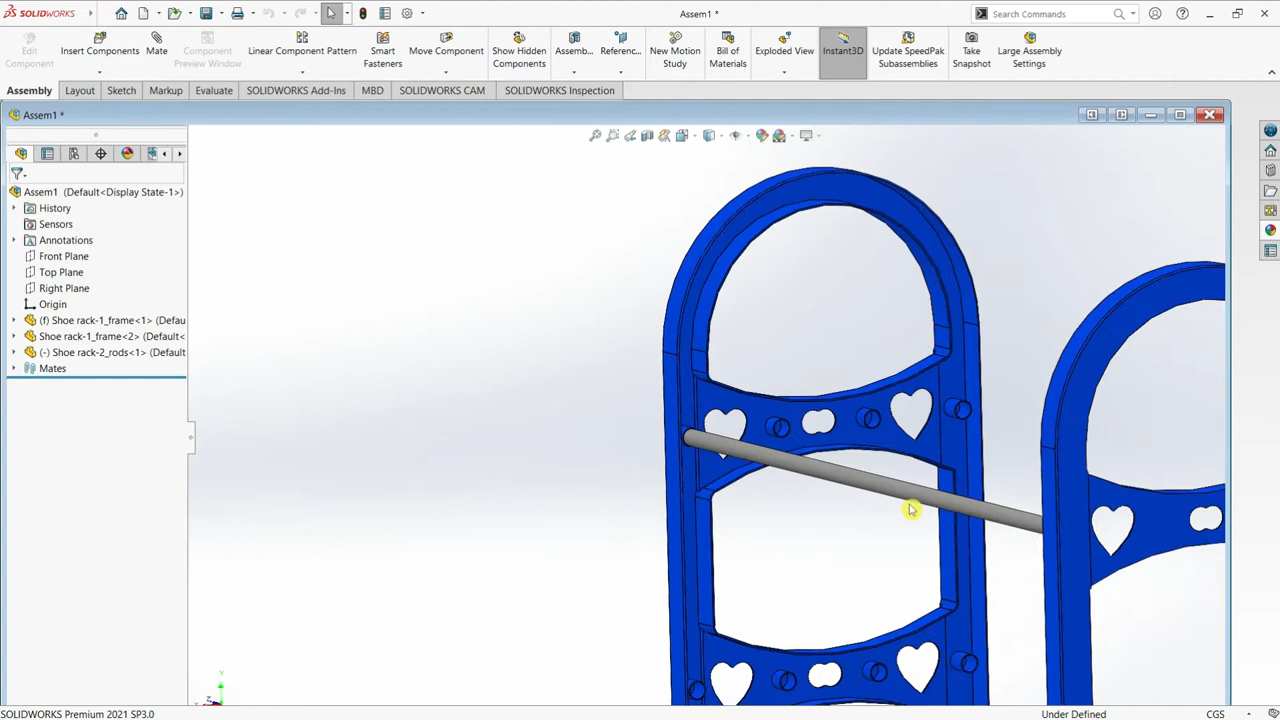 SOLIDWORKS
Assem1 *
Search Commands
Edit Component
Insert Components
Mate
Component Preview Window
Linear Component Pattern
Smart Fasteners
Move Component
Show Hidden Components
Assemb...
Referenc...
New Motion Study
Bill of Materials
Exploded View
Instant3D
Update SpeedPak Subassemblies
Take Snapshot
Large Assembly Settings
Assembly Layout Sketch Markup Evaluate SOLIDWORKS Add-Ins MBD SOLIDWORKS CAM SOLIDWORKS Inspection
Assem1 *
Assem1 (Default<Display State-1>)
History
Sensors
Annotations
Front Plane
Top Plane
Right Plane
Origin
(f) Shoe rack-1_frame<1> (Defau
Shoe rack-1_frame<2> (Default<
(-) Shoe rack-2_rods<1> (Default
Mates
Y
Z
SOLIDWORKS Premium 2021 SP3.0
Under Defined
CGS